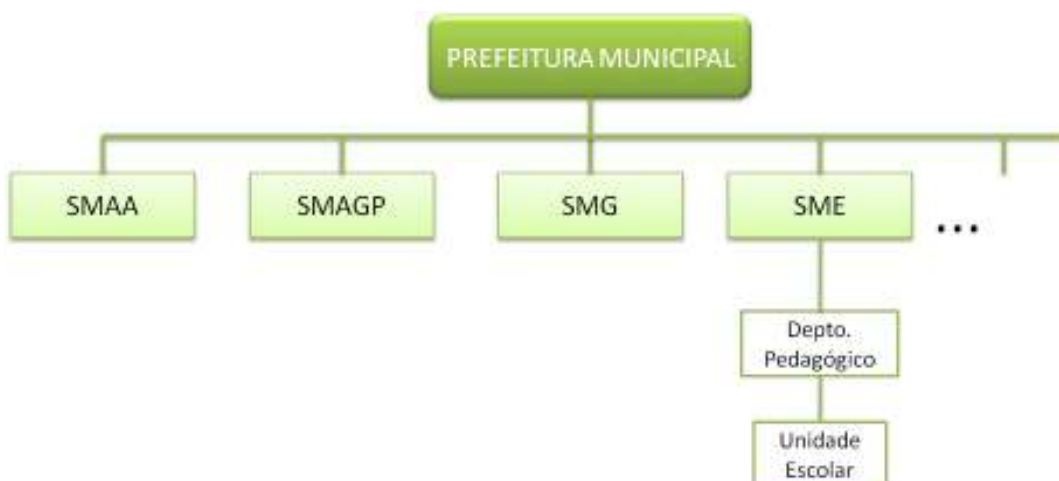 PREFEITURA MUNICIPAL
SMAA
SMAGP
SMG
SME
...
Depto.
Pedagógico
Unidade
Escolar